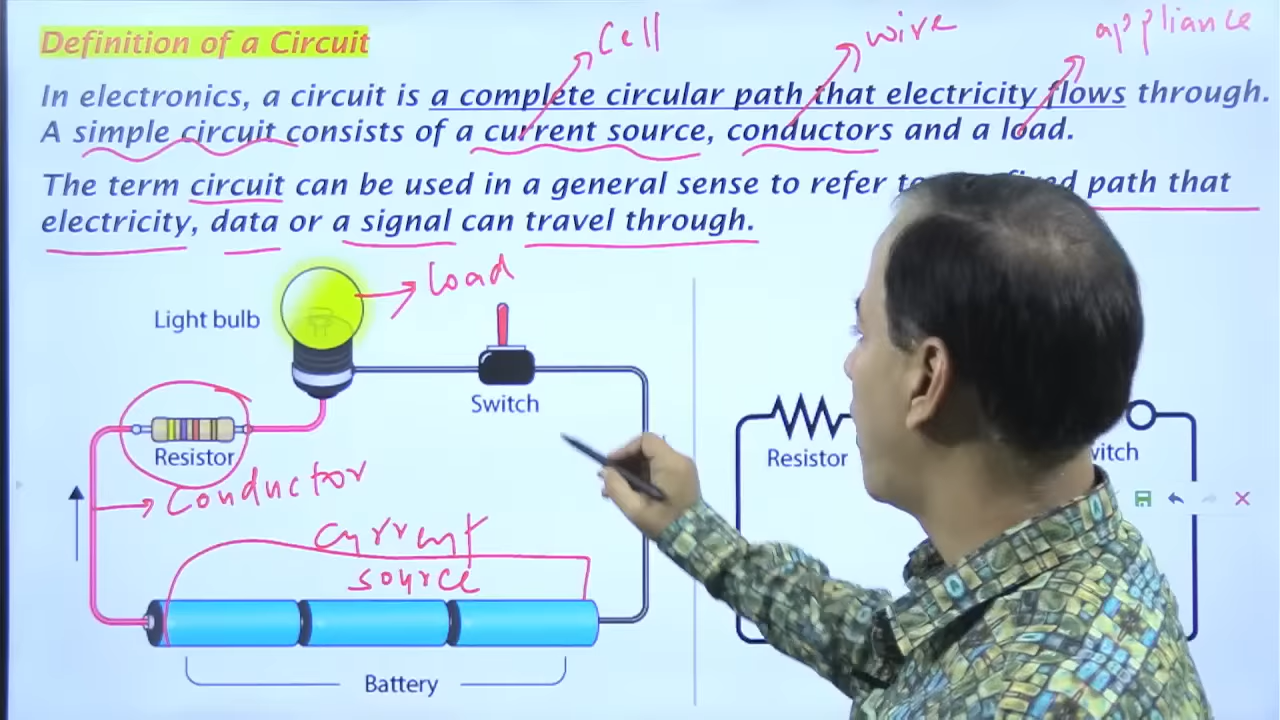 Definition of a Circuit
cell
wire
appliance
In electronics, a circuit is a complete circular path that electricity flows through.
A simple circuit consists of a current source, conductors and a load.
The term circuit can be used in a general sense to refer path that
electricity, data or a signal can travel through.
Load
Light bulb
Switch
Resistor
Conductor
current
source
Battery
Resistor